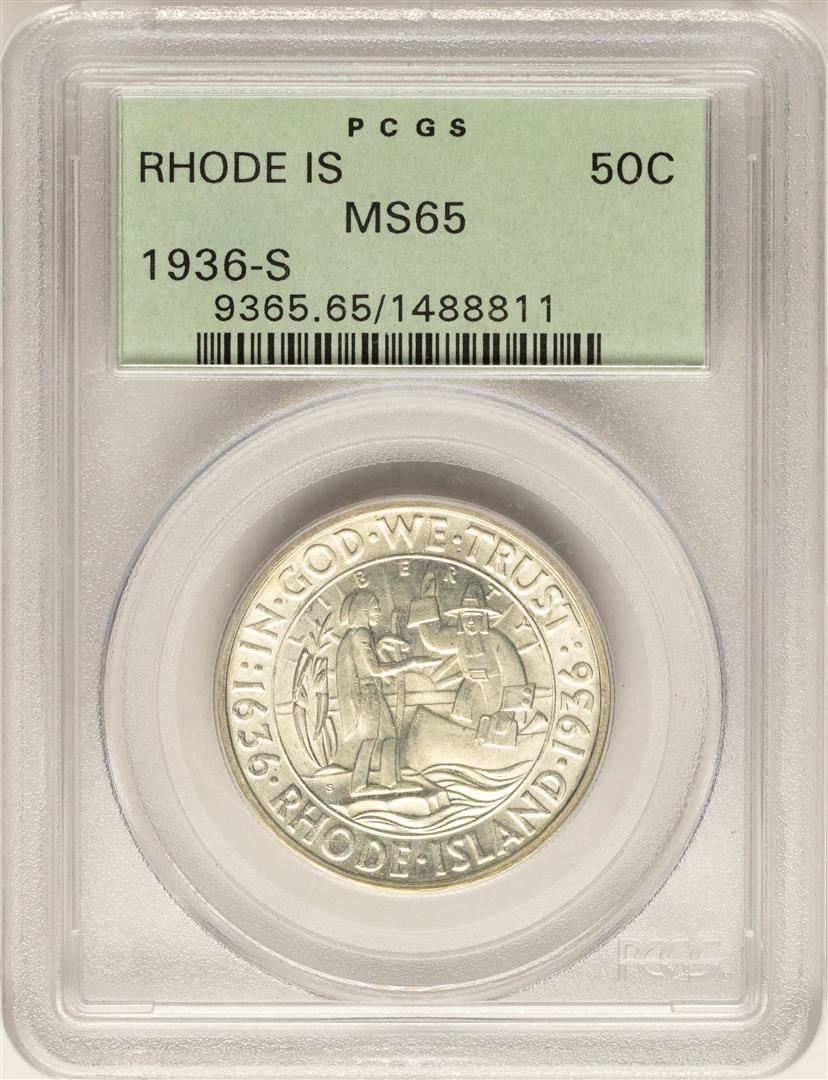 PCGS
RHODE IS 50C
MS65
1936-S
9365.65/1488811
1636:IN·GOD·WE·TRUST:1936·RHODE·ISLAND·
LIBERTY
S
PCGS